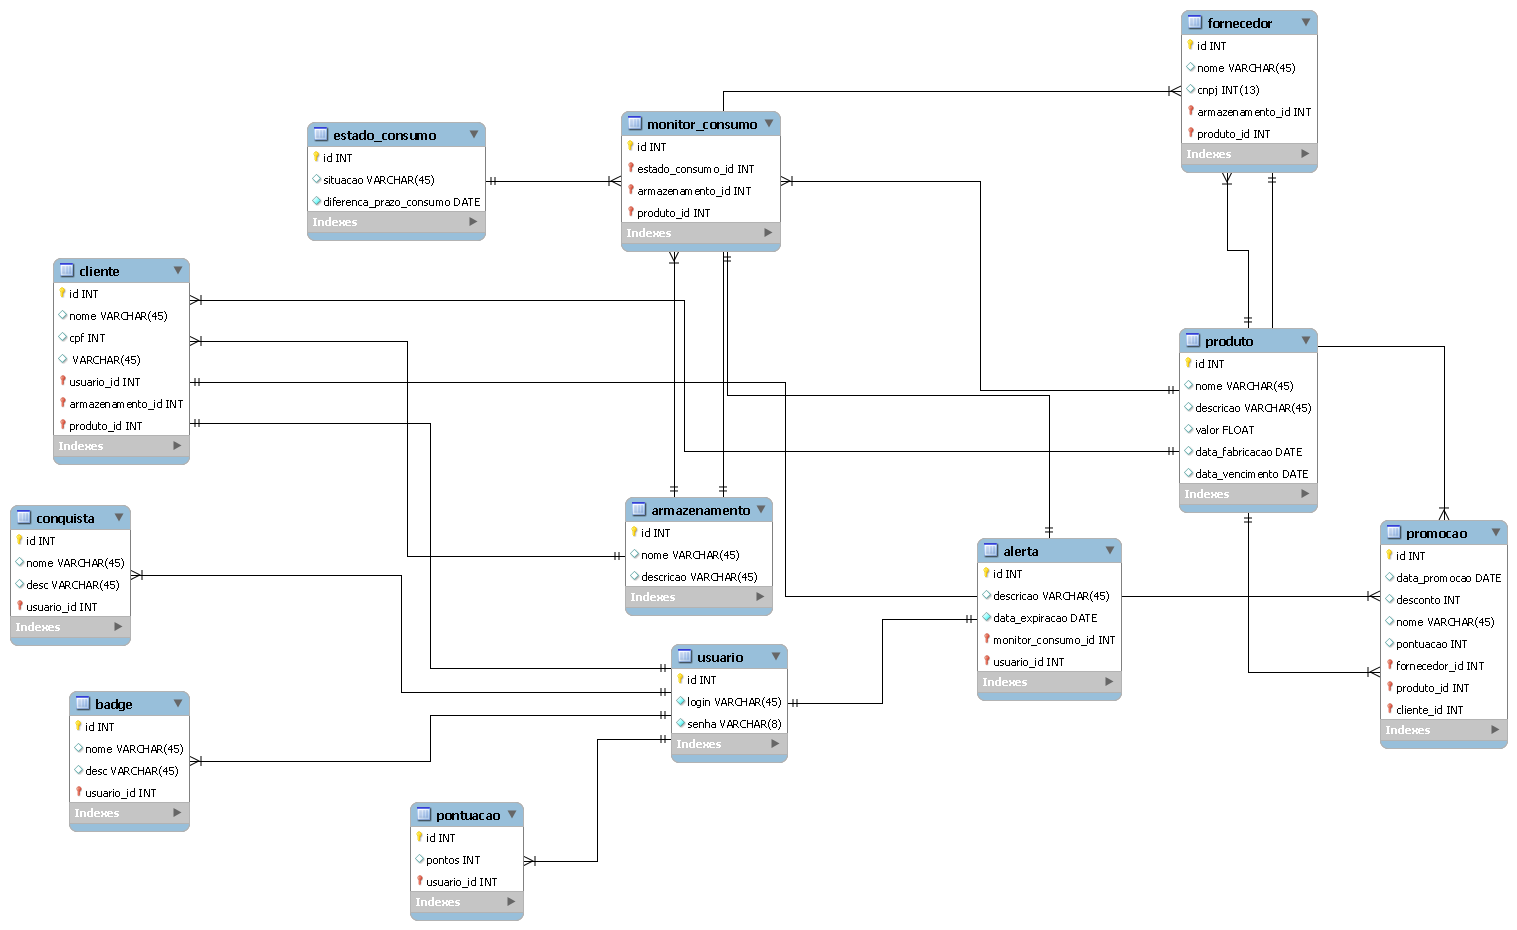 fornecedor
id INT
nome VARCHAR(45)
cnpj INT(13)
armazenamento_id INT
produto_id INT
Indexes
monitor_consumo
id INT
estado_consumo_id INT
armazenamento_id INT
produto_id INT
Indexes
estado_consumo
id INT
situacao VARCHAR(45)
diferenca_prazo_consumo DATE
Indexes
cliente
id INT
nome VARCHAR(45)
cpf INT
VARCHAR(45)
usuario_id INT
armazenamento_id INT
produto_id INT
Indexes
produto
id INT
nome VARCHAR(45)
descricao VARCHAR(45)
valor FLOAT
data_fabricacao DATE
data_vencimento DATE
Indexes
armazenamento
id INT
nome VARCHAR(45)
descricao VARCHAR(45)
Indexes
conquista
id INT
nome VARCHAR(45)
desc VARCHAR(45)
usuario_id INT
Indexes
alerta
id INT
descricao VARCHAR(45)
data_expiracao DATE
monitor_consumo_id INT
usuario_id INT
Indexes
promocao
id INT
data_promocao DATE
desconto INT
nome VARCHAR(45)
pontuacao INT
fornecedor_id INT
produto_id INT
cliente_id INT
Indexes
usuario
id INT
login VARCHAR(45)
senha VARCHAR(8)
Indexes
badge
id INT
nome VARCHAR(45)
desc VARCHAR(45)
usuario_id INT
Indexes
pontuacao
id INT
pontos INT
usuario_id INT
Indexes